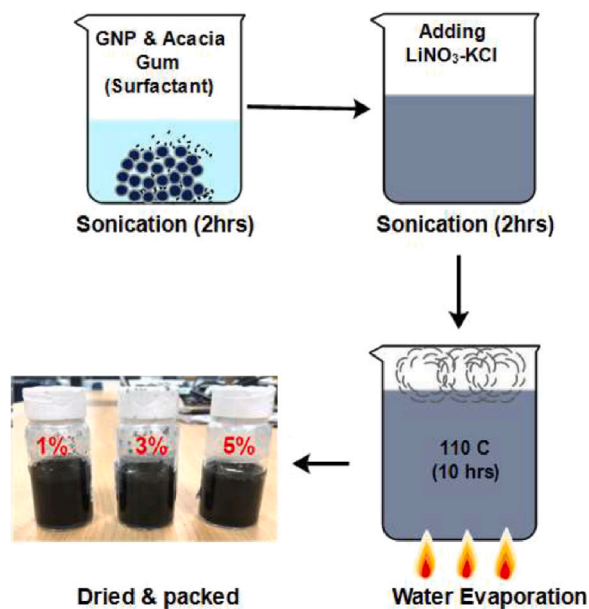 GNP & Acacia
Gum
(Surfactant)
Sonication (2hrs)
Adding
LiNO₃-KCl
Sonication (2hrs)
110 C
(10 hrs)
Water Evaporation
1%
3%
5%
Dried & packed